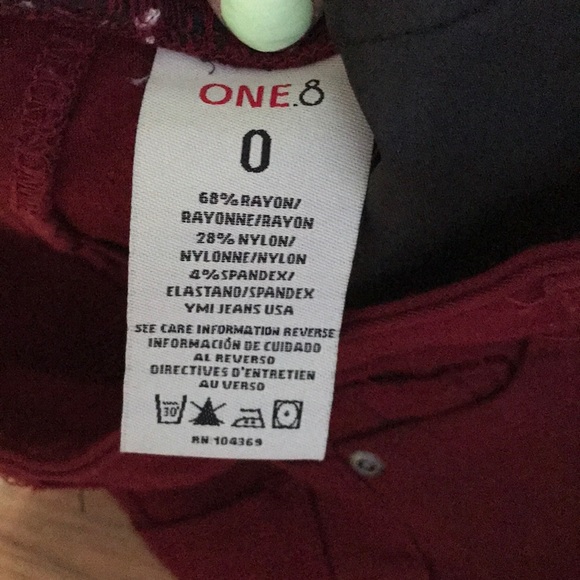 ONE.8
0
68% RAYON/
RAYONNE/RAYON
28% NYLON/
NYLONNE/NYLON
4% SPANDEX/
ELASTANO/SPANDEX
YMI JEANS USA
SEE CARE INFORMATION REVERSE
INFORMACIÓN DE CUIDADO
AL REVERSO
DIRECTIVES D'ENTRETIEN
AU VERSO
30°
RN:104369